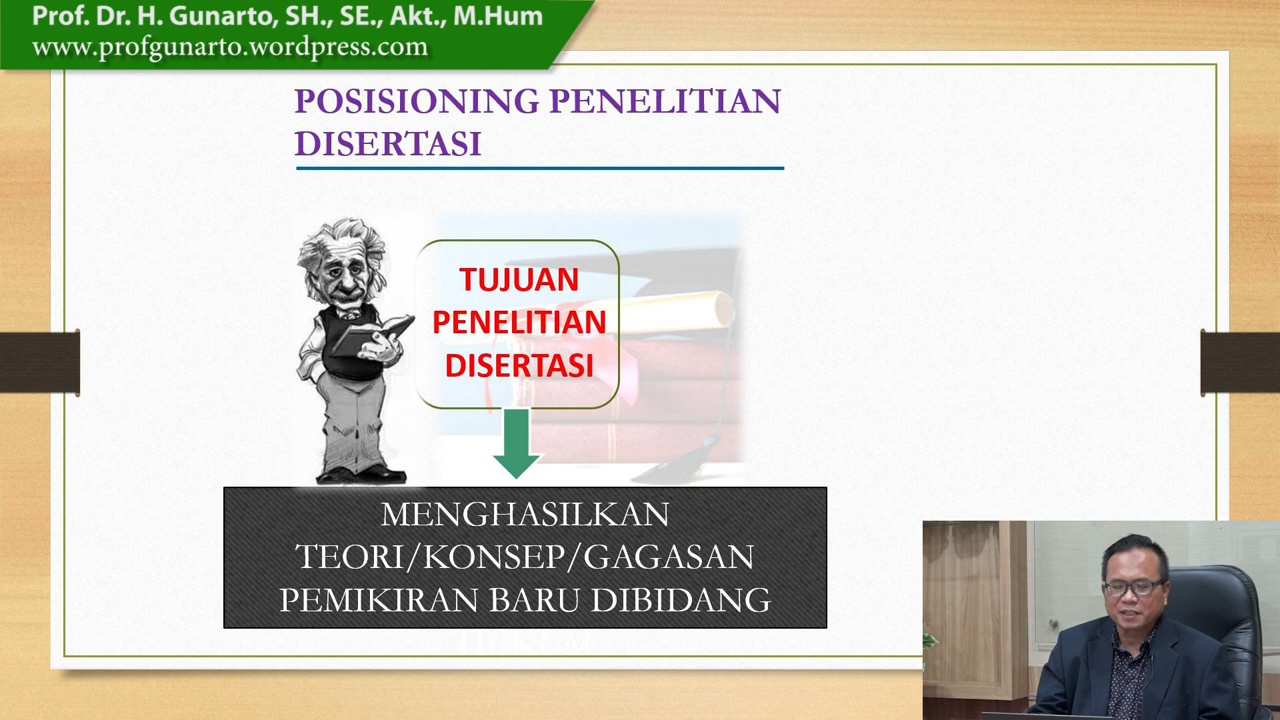 Prof. Dr. H. Gunarto, SH., SE., Akt., M.Hum
www.profgunarto.wordpress.com
POSISIONING PENELITIAN
DISERTASI
TUJUAN
PENELITIAN
DISERTASI
MENGHASILKAN
TEORI/KONSEP/GAGASAN
PEMIKIRAN BARU DIBIDANG